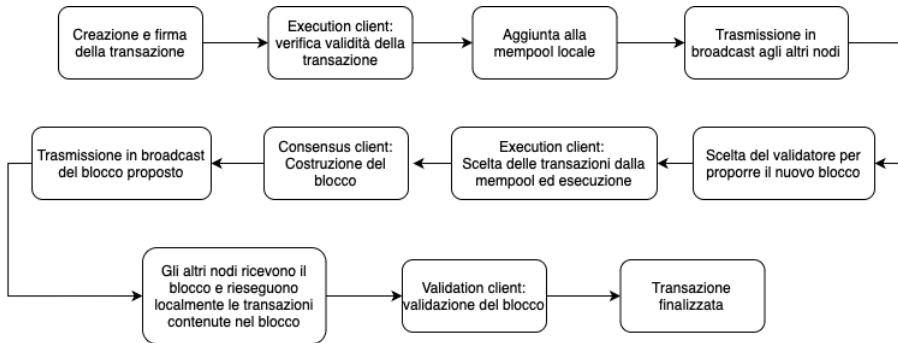 Creazione e firma
della transazione
Execution client:
verifica validità della
transazione
Aggiunta alla
mempool locale
Trasmissione in
broadcast agli altri nodi
Scelta del validatore per
proporre il nuovo blocco
Execution client:
Scelta delle transazioni dalla
mempool ed esecuzione
Consensus client:
Costruzione del
blocco
Trasmissione in broadcast
del blocco proposto
Gli altri nodi ricevono il
blocco e rieseguono
localmente le transazioni
contenute nel blocco
Validation client:
validazione del blocco
Transazione
finalizzata